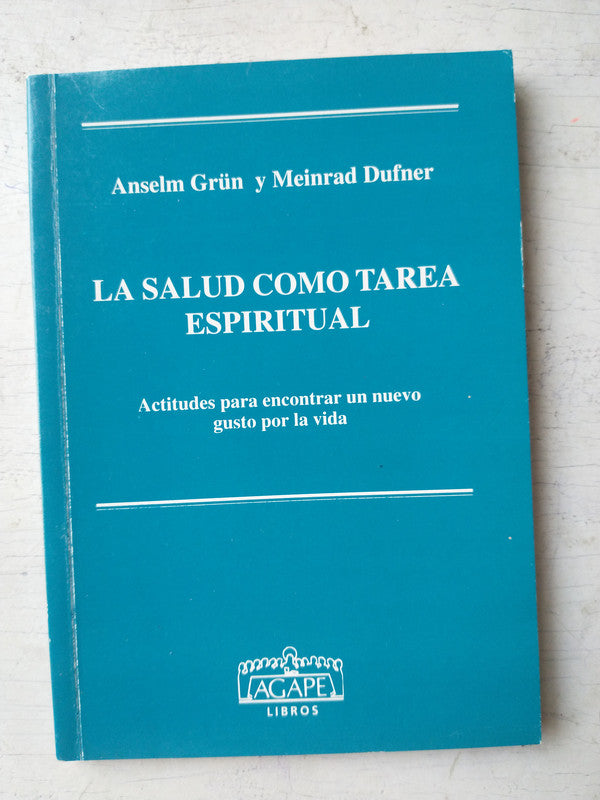 Anselm Grün y Meinrad Dufner
LA SALUD COMO TAREA
ESPIRITUAL
Actitudes para encontrar un nuevo
gusto por la vida
AGAPE
LIBROS